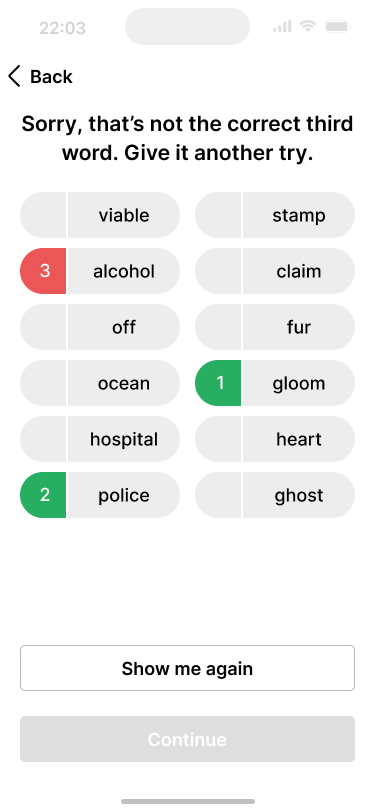 22:03
Back
Sorry, that's not the correct third
word. Give it another try.
viable
stamp
3 alcohol
claim
off
fur
ocean
1 gloom
hospital
heart
2 police
ghost
Show me again
Continue